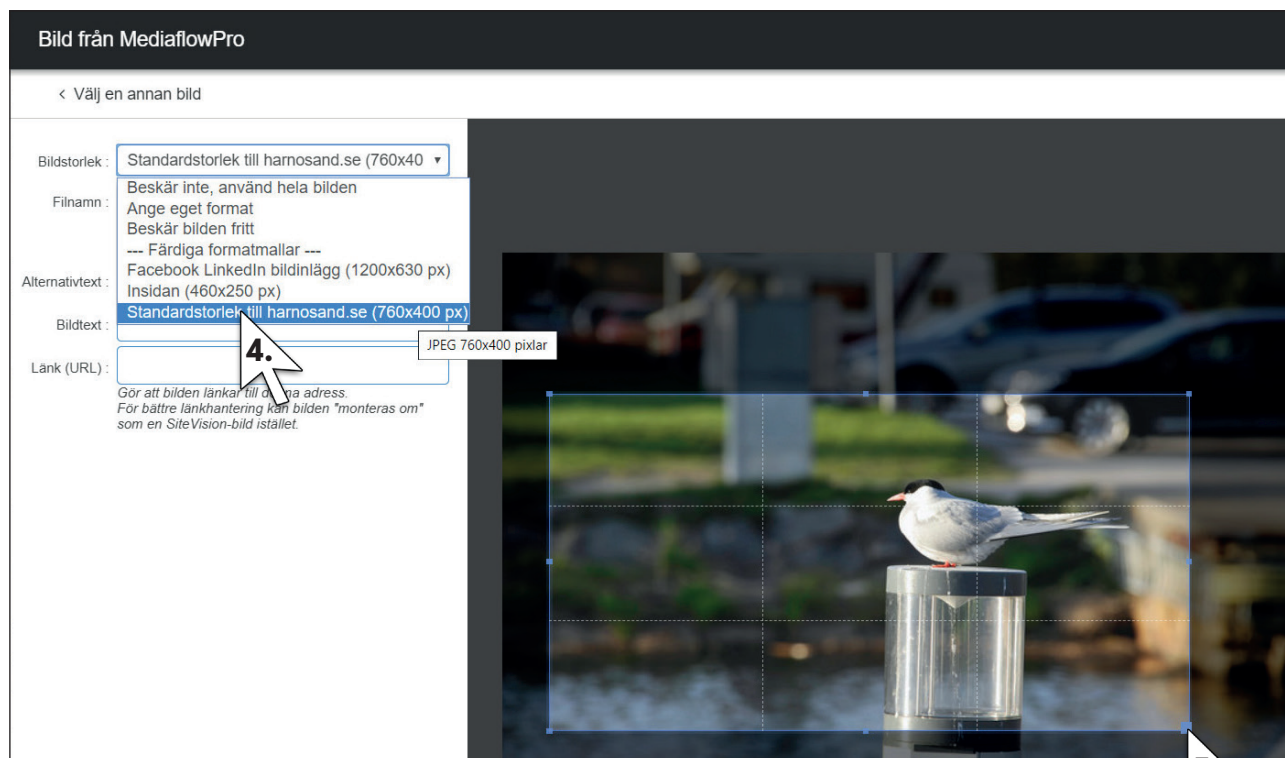 Bild från MediaflowPro
< Välj en annan bild
Bildstorlek : Standardstorlek till harnosand.se (760x40
Beskär inte, använd hela bilden
Filnamn :
Ange eget format
Beskär bilden fritt
--- Färdiga formatmallar ---
Alternativtext :
Facebook LinkedIn bildinlägg (1200x630 px)
Insidan (460x250 px)
Standardstorlek till harnosand.se (760x400 px)
Bildtext :
JPEG 760x400 pixlar
4.
Länk (URL) :
Gör att bilden länkar till denna adress.
För bättre länkhantering kan bilden "monteras om"
som en SiteVision-bild istället.